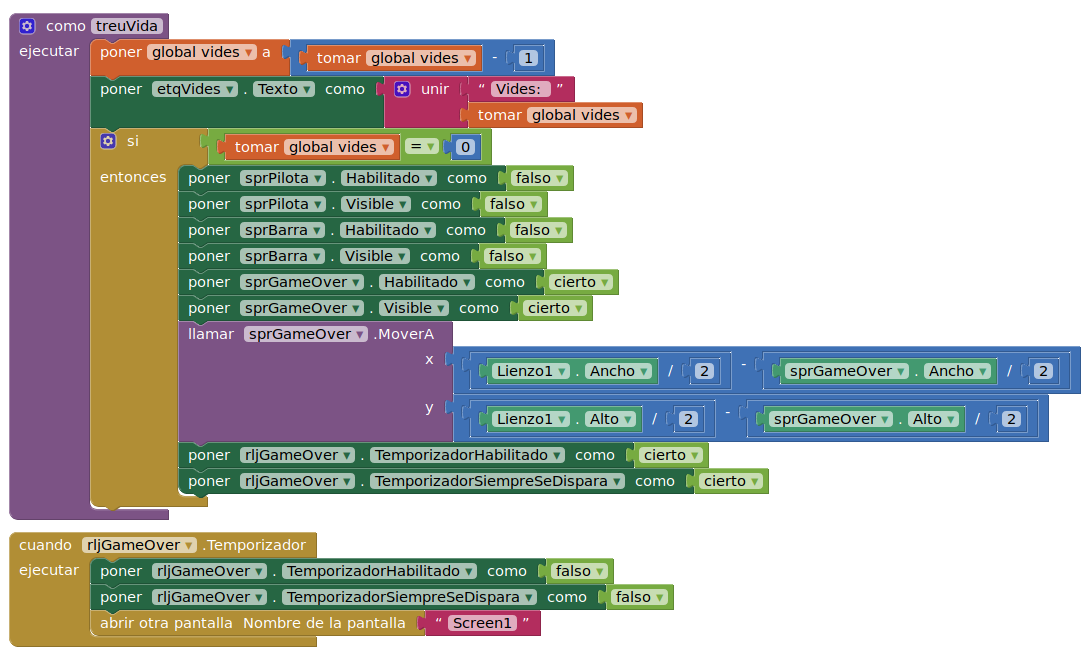 como treuVida
ejecutar poner global vides a tomar global vides - 1
poner etqVides . Texto como unir “ Vides: ”
tomar global vides
si tomar global vides = 0
entonces poner sprPilota . Habilitado como falso
poner sprPilota . Visible como falso
poner sprBarra . Habilitado como falso
poner sprBarra . Visible como falso
poner sprGameOver . Habilitado como cierto
poner sprGameOver . Visible como cierto
llamar sprGameOver .MoverA
x Lienzo1 . Ancho / 2 - sprGameOver . Ancho / 2
y Lienzo1 . Alto / 2 - sprGameOver . Alto / 2
poner rljGameOver . TemporizadorHabilitado como cierto
poner rljGameOver . TemporizadorSiempreSeDispara como cierto
cuando rljGameOver .Temporizador
ejecutar poner rljGameOver . TemporizadorHabilitado como falso
poner rljGameOver . TemporizadorSiempreSeDispara como falso
abrir otra pantalla Nombre de la pantalla “ Screen1 ”